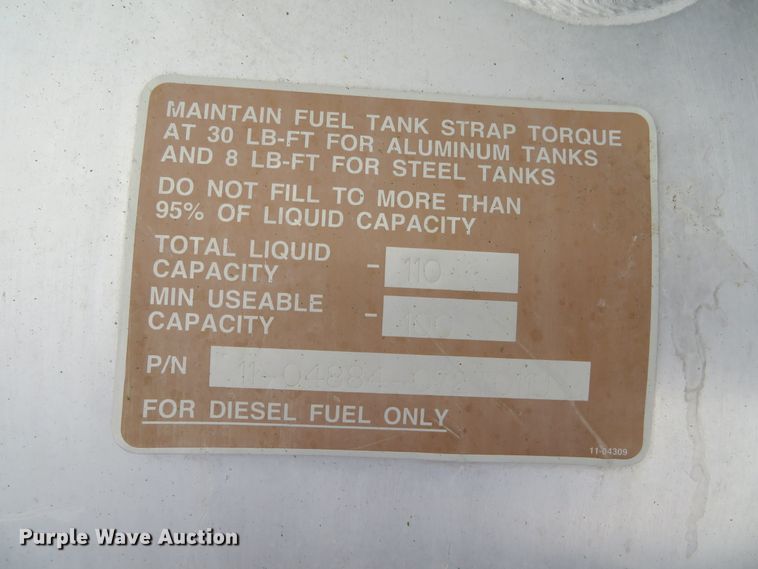 MAINTAIN FUEL TANK STRAP TORQUE
AT 30 LB-FT FOR ALUMINUM TANKS
AND 8 LB-FT FOR STEEL TANKS
DO NOT FILL TO MORE THAN
95% OF LIQUID CAPACITY
TOTAL LIQUID
CAPACITY - 110
MIN USEABLE
CAPACITY -
P/N
FOR DIESEL FUEL ONLY
11-04309
Purple Wave Auction